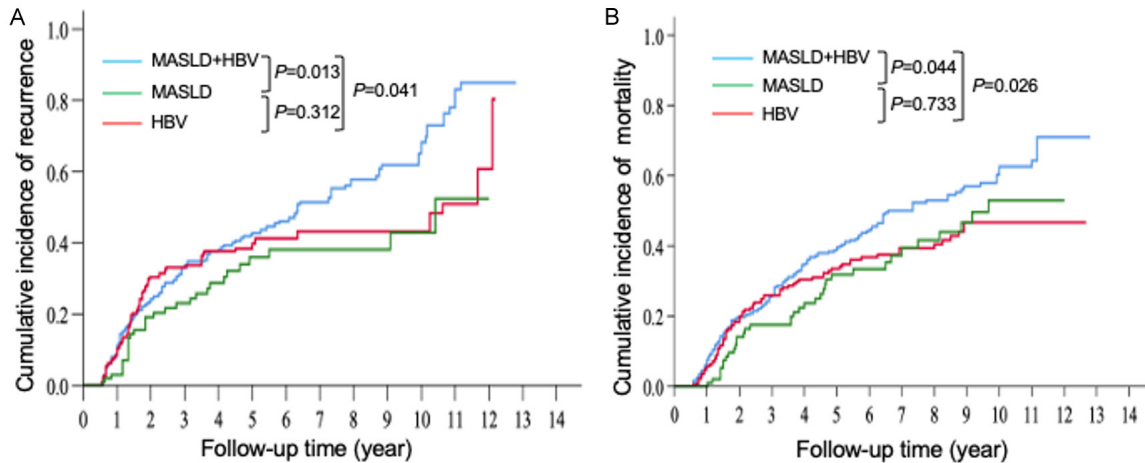 A
Cumulative incidence of recurrence
1.0
0.8
0.6
0.4
0.2
0.0
MASLD+HBV
MASLD
HBV
P=0.013
P=0.312
P=0.041
0 1 2 3 4 5 6 7 8 9 10 11 12 13 14
Follow-up time (year)
B
Cumulative incidence of mortality
1.0
0.8
0.6
0.4
0.2
0.0
MASLD+HBV
MASLD
HBV
P=0.044
P=0.733
P=0.026
0 1 2 3 4 5 6 7 8 9 10 11 12 13 14
Follow-up time (year)